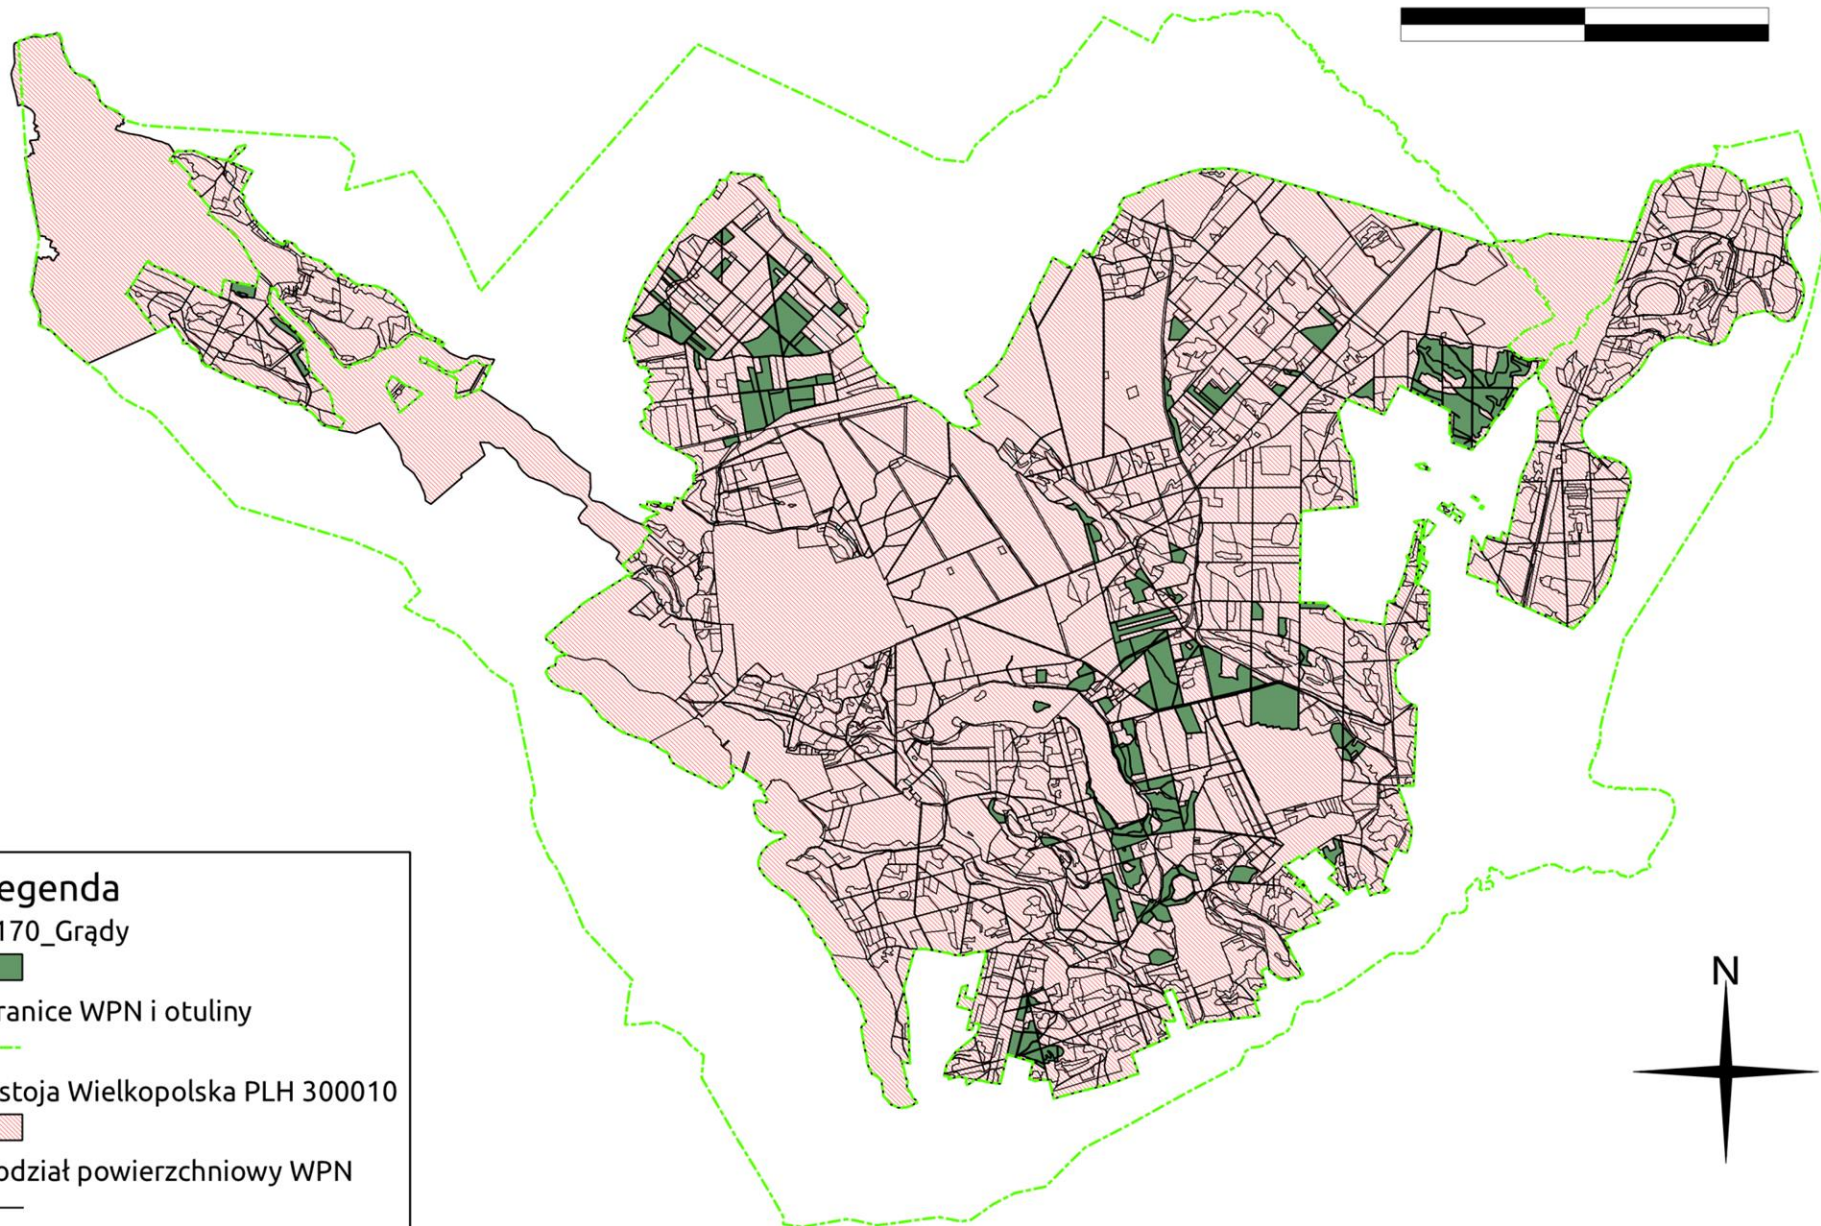 egenda
170_Grądy
ranice WPN i otuliny
stoja Wielkopolska PLH 300010
odział powierzchniowy WPN
N